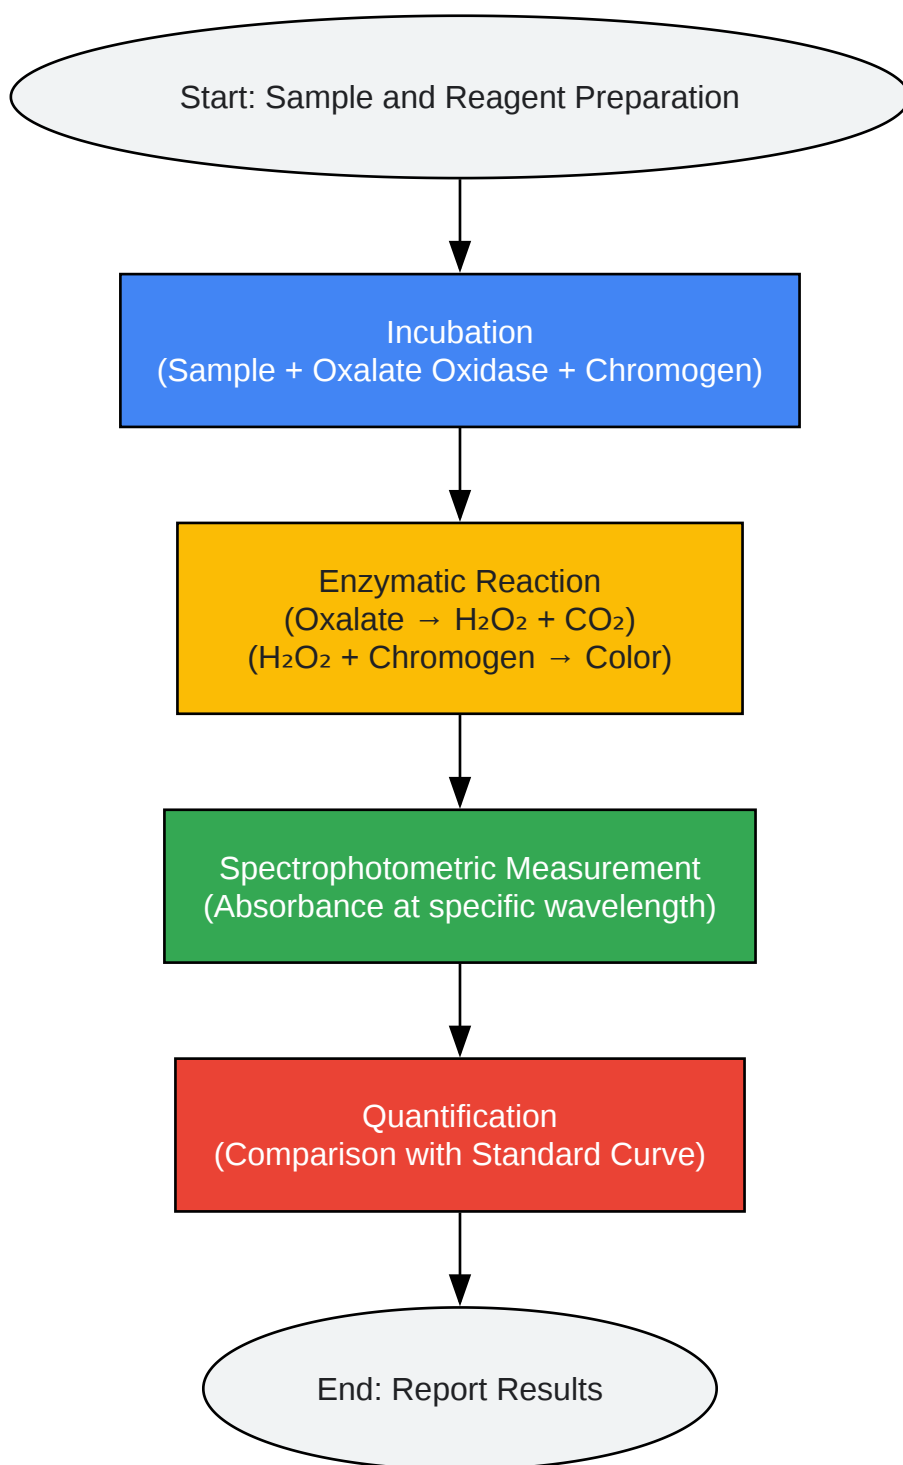 Start: Sample and Reagent Preparation
Incubation
(Sample + Oxalate Oxidase + Chromogen)
Enzymatic Reaction
(Oxalate → H₂O₂ + CO₂)
(H₂O₂ + Chromogen → Color)
Spectrophotometric Measurement
(Absorbance at specific wavelength)
Quantification
(Comparison with Standard Curve)
End: Report Results